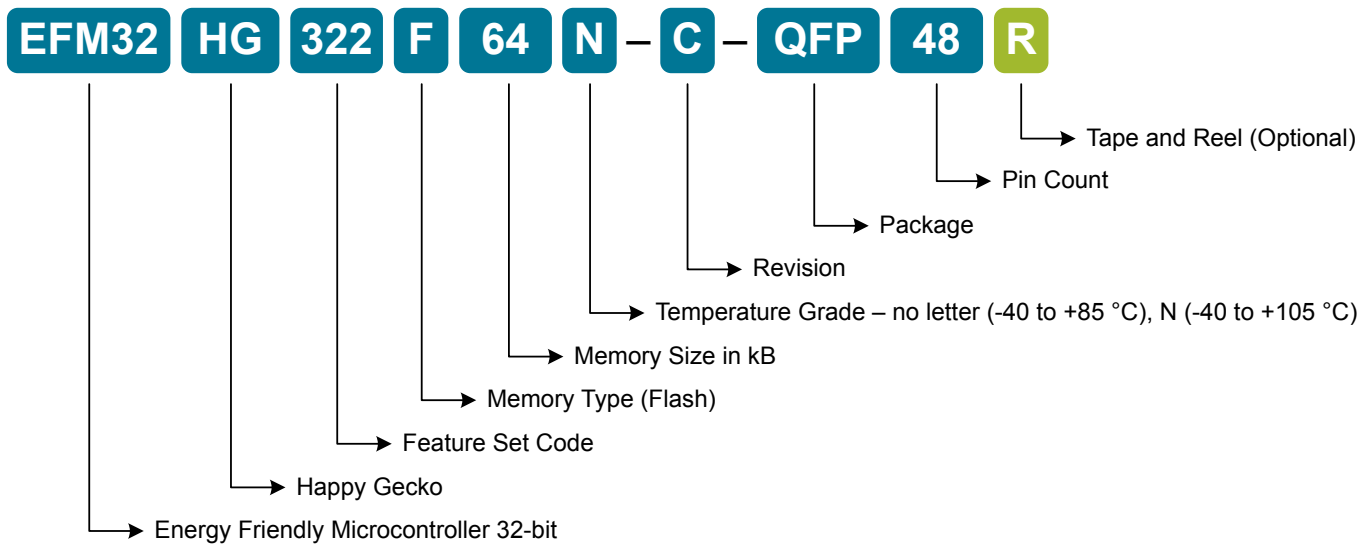 EFM32 HG 322 F 64 N – C – QFP 48 R
Tape and Reel (Optional)
Pin Count
Package
Revision
Temperature Grade – no letter (-40 to +85 °C), N (-40 to +105 °C)
Memory Size in kB
Memory Type (Flash)
Feature Set Code
Happy Gecko
Energy Friendly Microcontroller 32-bit